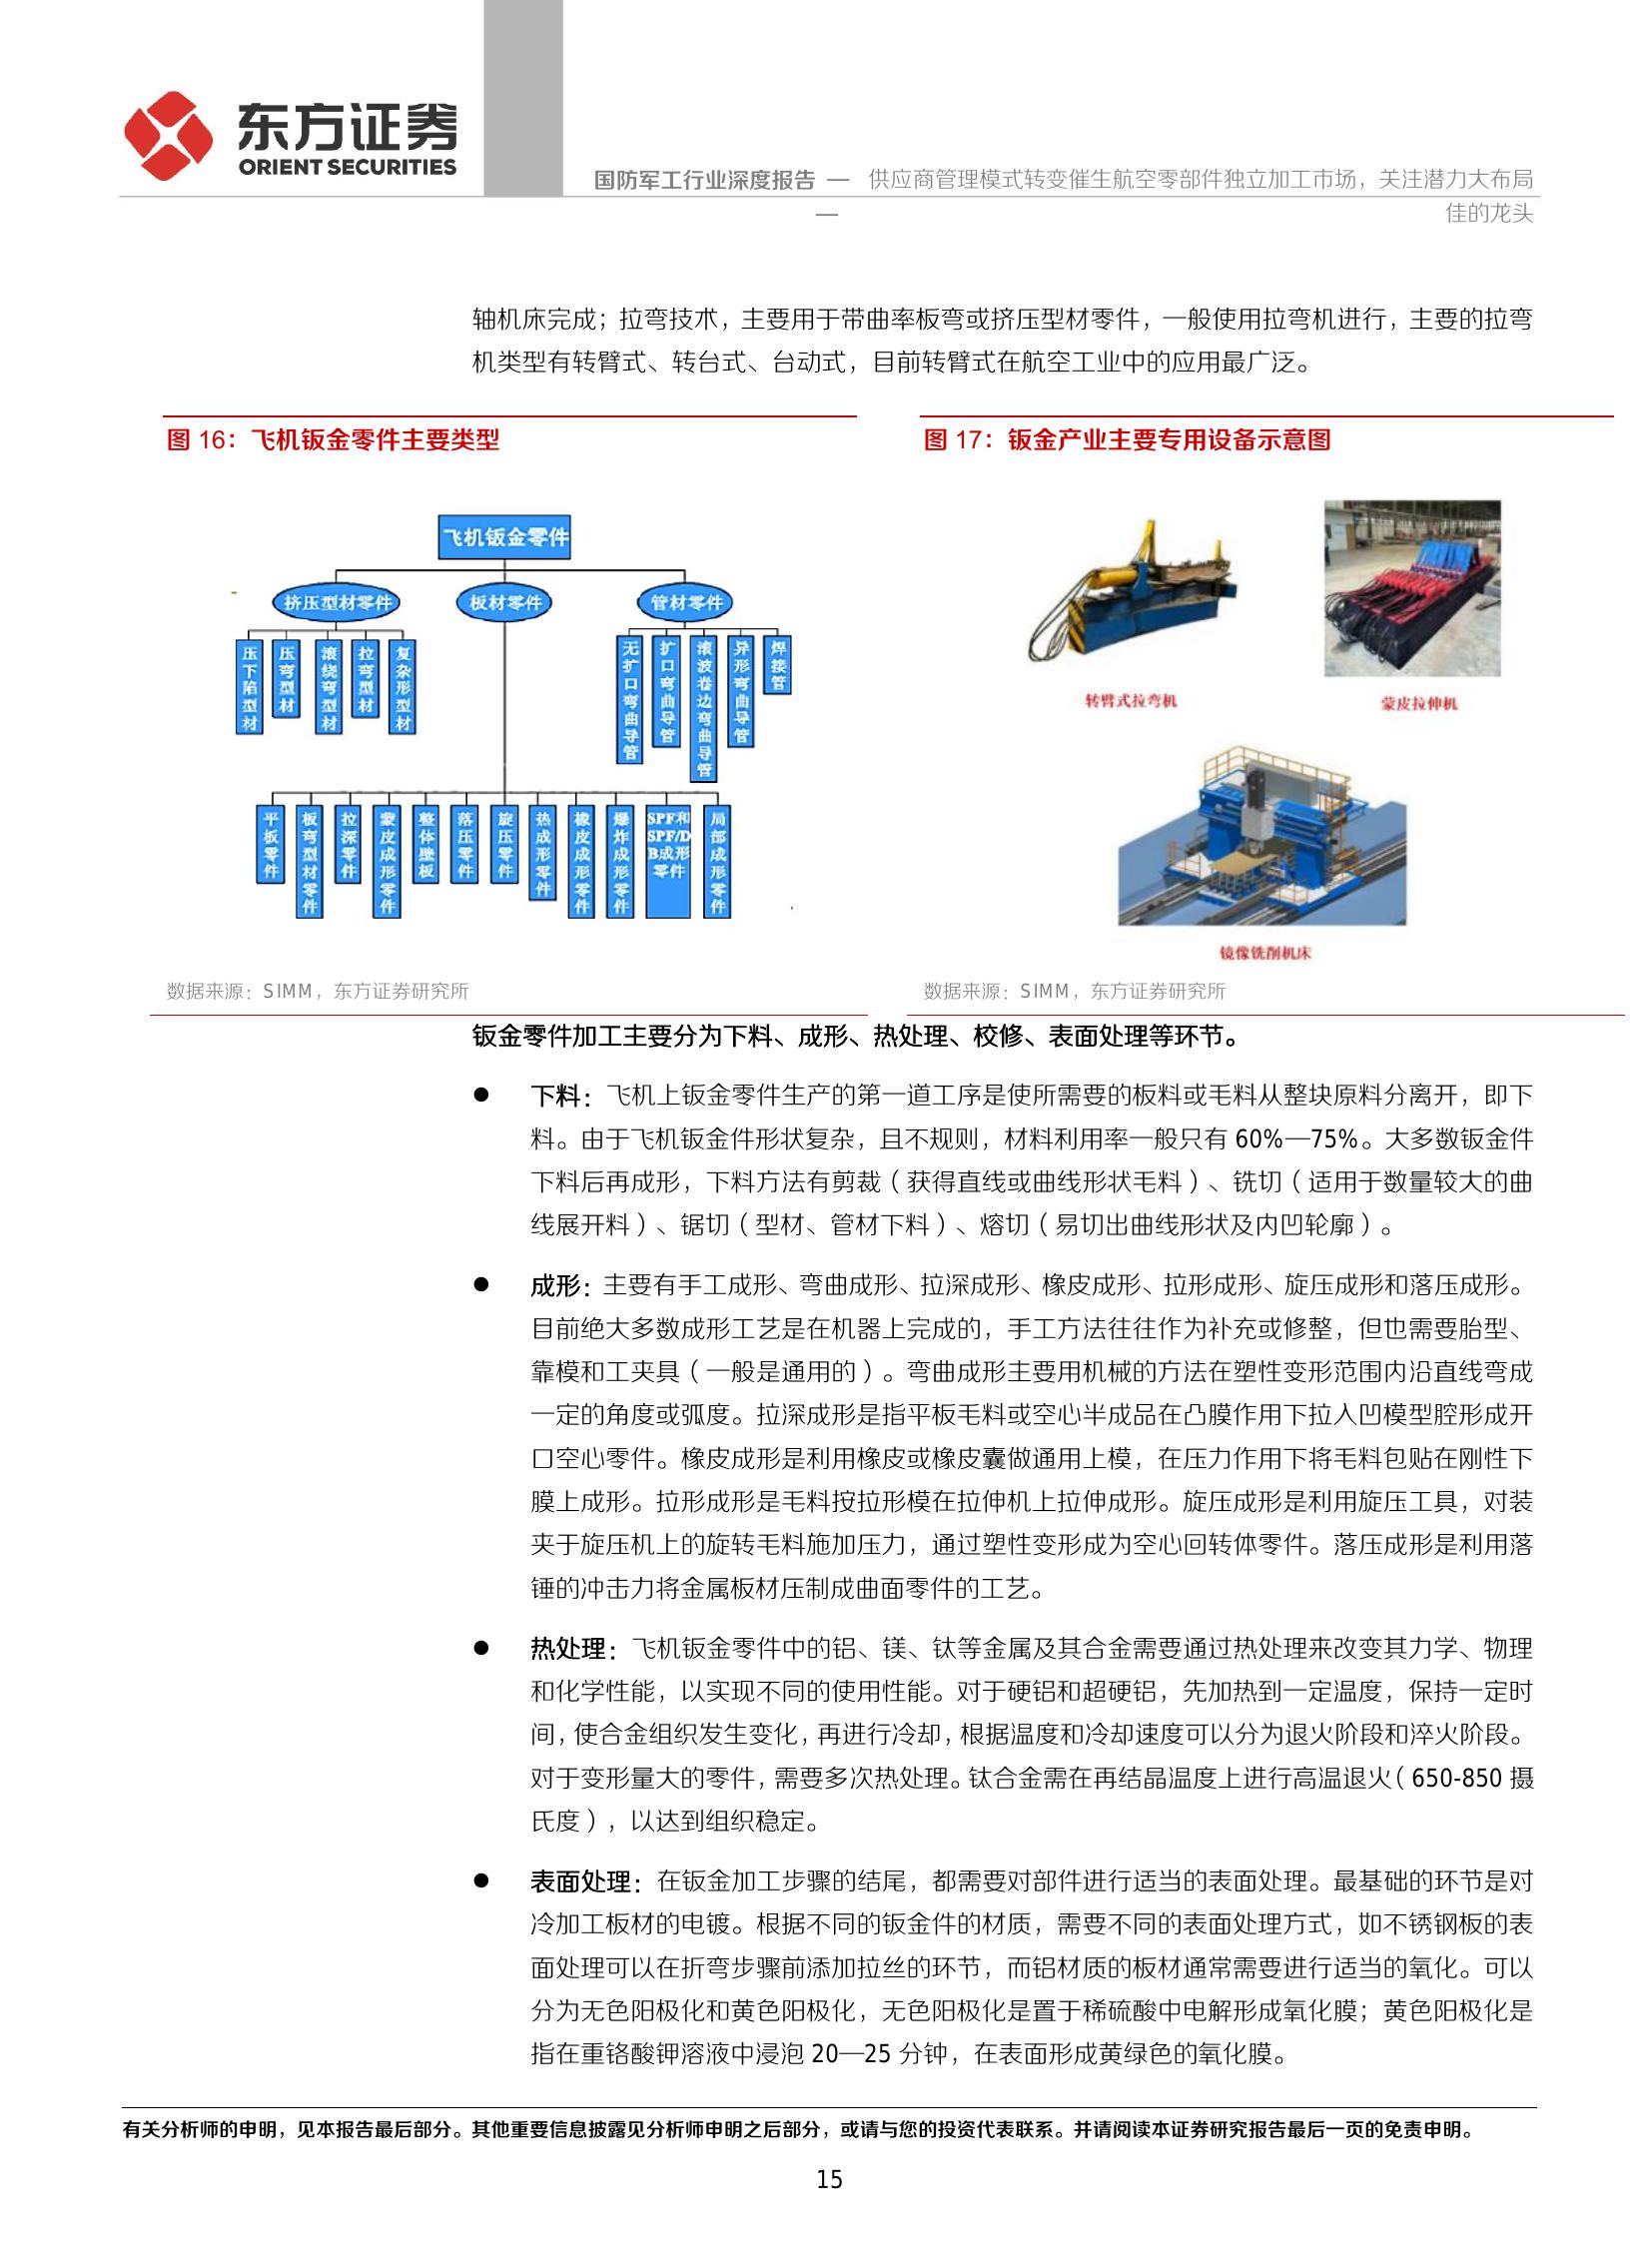 东方证券
ORIENT SECURITIES
国防军工行业深度报告 —— 供应商管理模式转变催生航空零部件独立加工市场，关注潜力大布局
佳的龙头
轴机床完成；拉弯技术，主要用于带曲率板弯或挤压型材零件，一般使用拉弯机进行，主要的拉弯
机类型有转臂式、转台式、台动式，目前转臂式在航空工业中的应用最广泛。
图 16：飞机钣金零件主要类型
飞机钣金零件
挤压型材零件
板材零件
管材零件
压下陷型材
压弯型材
滚绕弯型材
拉弯型材
复杂形型材
无扩口弯曲导管
扩口弯曲导管
滚波卷边弯曲导管
异形弯曲导管
焊接管
平板零件
板弯型材零件
拉深零件
蒙皮成形零件
整体壁板
落压零件
旋压零件
热成形零件
橡皮成形零件
爆炸成形零件
SPF和
SPF/D
B成形
零件
局部成形零件
数据来源：SIMM，东方证券研究所
图 17：钣金产业主要专用设备示意图
转臂式拉弯机
蒙皮拉伸机
镜像铣削机床
数据来源：SIMM，东方证券研究所
钣金零件加工主要分为下料、成形、热处理、校修、表面处理等环节。
● 下料：飞机上钣金零件生产的第一道工序是使所需要的板料或毛料从整块原料分离开，即下
料。由于飞机钣金件形状复杂，且不规则，材料利用率一般只有 60%—75%。大多数钣金件
下料后再成形，下料方法有剪裁（获得直线或曲线形状毛料）、铣切（适用于数量较大的曲
线展开料）、锯切（型材、管材下料）、熔切（易切出曲线形状及内凹轮廓）。
● 成形：主要有手工成形、弯曲成形、拉深成形、橡皮成形、拉形成形、旋压成形和落压成形。
目前绝大多数成形工艺是在机器上完成的，手工方法往往作为补充或修整，但也需要胎型、
靠模和工夹具（一般是通用的）。弯曲成形主要用机械的方法在塑性变形范围内沿直线弯成
一定的角度或弧度。拉深成形是指平板毛料或空心半成品在凸膜作用下拉入凹模型腔形成开
口空心零件。橡皮成形是利用橡皮或橡皮囊做通用上模，在压力作用下将毛料包贴在刚性下
膜上成形。拉形成形是毛料按拉形模在拉伸机上拉伸成形。旋压成形是利用旋压工具，对装
夹于旋压机上的旋转毛料施加压力，通过塑性变形成为空心回转体零件。落压成形是利用落
锤的冲击力将金属板材压制成曲面零件的工艺。
● 热处理：飞机钣金零件中的铝、镁、钛等金属及其合金需要通过热处理来改变其力学、物理
和化学性能，以实现不同的使用性能。对于硬铝和超硬铝，先加热到一定温度，保持一定时
间，使合金组织发生变化，再进行冷却，根据温度和冷却速度可以分为退火阶段和淬火阶段。
对于变形量大的零件，需要多次热处理。钛合金需在再结晶温度上进行高温退火（650-850 摄
氏度），以达到组织稳定。
● 表面处理：在钣金加工步骤的结尾，都需要对部件进行适当的表面处理。最基础的环节是对
冷加工板材的电镀。根据不同的钣金件的材质，需要不同的表面处理方式，如不锈钢板的表
面处理可以在折弯步骤前添加拉丝的环节，而铝材质的板材通常需要进行适当的氧化。可以
分为无色阳极化和黄色阳极化，无色阳极化是置于稀硫酸中电解形成氧化膜；黄色阳极化是
指在重铬酸钾溶液中浸泡 20—25 分钟，在表面形成黄绿色的氧化膜。
有关分析师的申明，见本报告最后部分。其他重要信息披露见分析师申明之后部分，或请与您的投资代表联系。并请阅读本证券研究报告最后一页的免责申明。
15